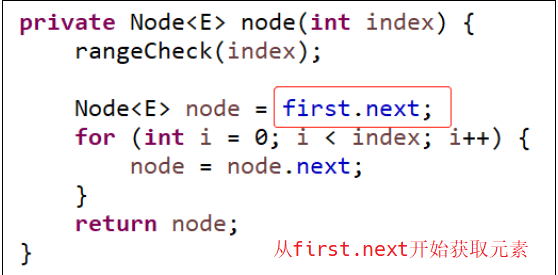 private Node<E> node(int index) {
    rangeCheck(index);

    Node<E> node = first.next;
    for (int i = 0; i < index; i++) {
        node = node.next;
    }
    return node;
}
从first.next开始获取元素